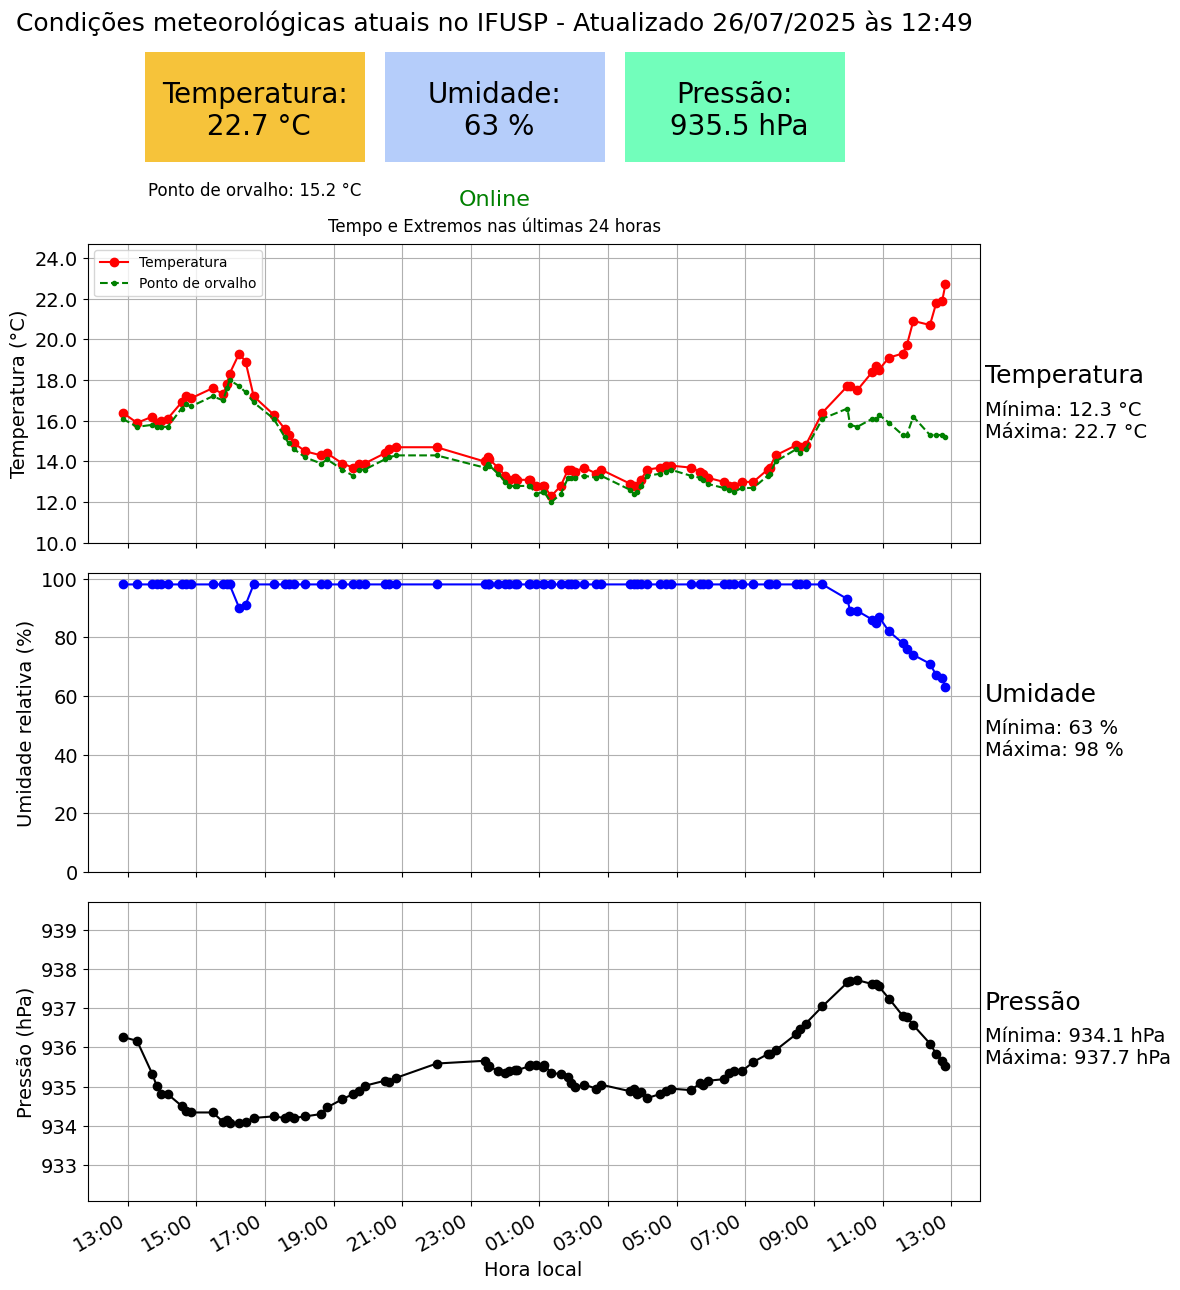 Condições meteorológicas atuais no IFUSP - Atualizado 26/07/2025 às 12:49
Temperatura:
22.7 °C
Umidade:
63 %
Pressão:
935.5 hPa
Ponto de orvalho: 15.2 °C
Online
Tempo e Extremos nas últimas 24 horas
Temperatura
Ponto de orvalho
Temperatura (°C)
24.0
22.0
20.0
18.0
16.0
14.0
12.0
10.0
Temperatura
Mínima: 12.3 °C
Máxima: 22.7 °C
Umidade relativa (%)
100
80
60
40
20
0
Umidade
Mínima: 63 %
Máxima: 98 %
Pressão (hPa)
939
938
937
936
935
934
933
Pressão
Mínima: 934.1 hPa
Máxima: 937.7 hPa
13:00
15:00
17:00
19:00
21:00
23:00
01:00
03:00
05:00
07:00
09:00
11:00
13:00
Hora local